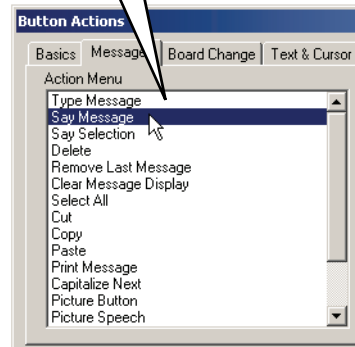 Button Actions
Basics Message Board Change Text & Cursor
Action Menu
Type Message
Say Message
Say Selection
Delete
Remove Last Message
Clear Message Display
Select All
Cut
Copy
Paste
Print Message
Capitalize Next
Picture Button
Picture Speech